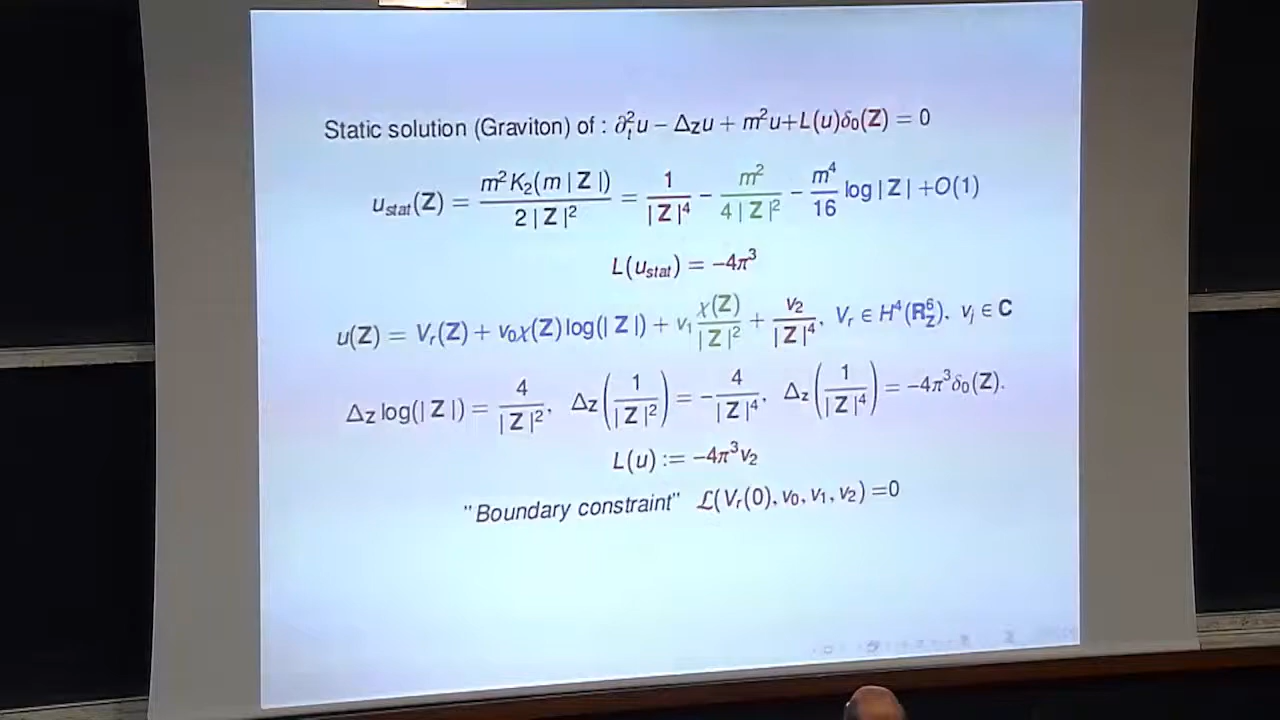 Static solution (Graviton) of : ∂ₜ²u − Δ_Z u + m²u+L(u)δ₀(Z) = 0
u_stat(Z) = m²K₂(m | Z |) / 2 | Z |² = 1 / | Z |⁴ − m² / 4 | Z |² − m⁴ / 16 log | Z | +O(1)
L(u_stat) = −4π³
u(Z) = V_r(Z) + v₀χ(Z) log(| Z |) + v₁ χ(Z) / | Z |² + v₂ / | Z |⁴, V_r ∈ H⁴(R⁶_Z), v_j ∈ C
Δ_Z log(| Z |) = 4 / | Z |², Δ_Z (1 / | Z |²) = − 4 / | Z |⁴, Δ_Z (1 / | Z |⁴) = −4π³δ₀(Z).
L(u) := −4π³v₂
"Boundary constraint" ℒ(V_r(0), v₀, v₁, v₂) =0